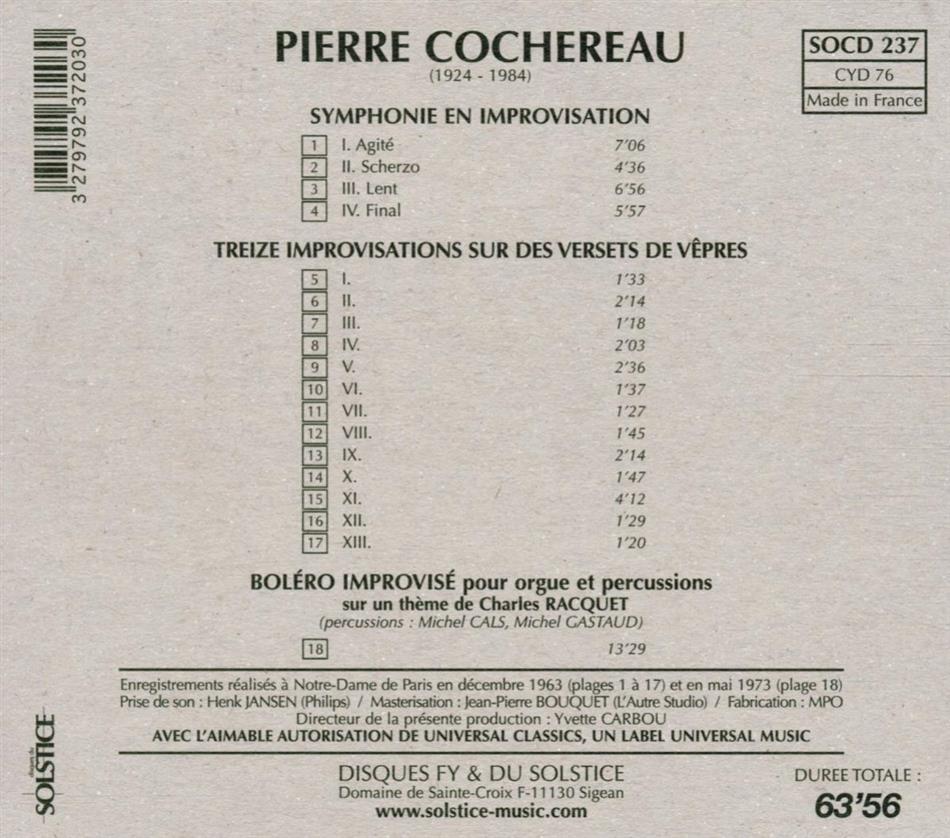 PIERRE COCHEREAU
(1924 - 1984)
SOCD 237
CYD 76
Made in France
3 279792 372030
SYMPHONIE EN IMPROVISATION
1 I. Agité 7'06
2 II. Scherzo 4'36
3 III. Lent 6'56
4 IV. Final 5'57
TREIZE IMPROVISATIONS SUR DES VERSETS DE VÊPRES
5 I. 1'33
6 II. 2'14
7 III. 1'18
8 IV. 2'03
9 V. 2'36
10 VI. 1'37
11 VII. 1'27
12 VIII. 1'45
13 IX. 2'14
14 X. 1'47
15 XI. 4'12
16 XII. 1'29
17 XIII. 1'20
BOLÉRO IMPROVISÉ pour orgue et percussions
sur un thème de Charles RACQUET
(percussions : Michel CALS, Michel GASTAUD)
18 13'29
Enregistrements réalisés à Notre-Dame de Paris en décembre 1963 (plages 1 à 17) et en mai 1973 (plage 18)
Prise de son : Henk JANSEN (Philips) / Masterisation : Jean-Pierre BOUQUET (L'Autre Studio) / Fabrication : MPO
Directeur de la présente production : Yvette CARBOU
AVEC L'AIMABLE AUTORISATION DE UNIVERSAL CLASSICS, UN LABEL UNIVERSAL MUSIC
disques du
SOLSTICE
DISQUES FY & DU SOLSTICE
Domaine de Sainte-Croix F-11130 Sigean
www.solstice-music.com
DUREE TOTALE :
63'56